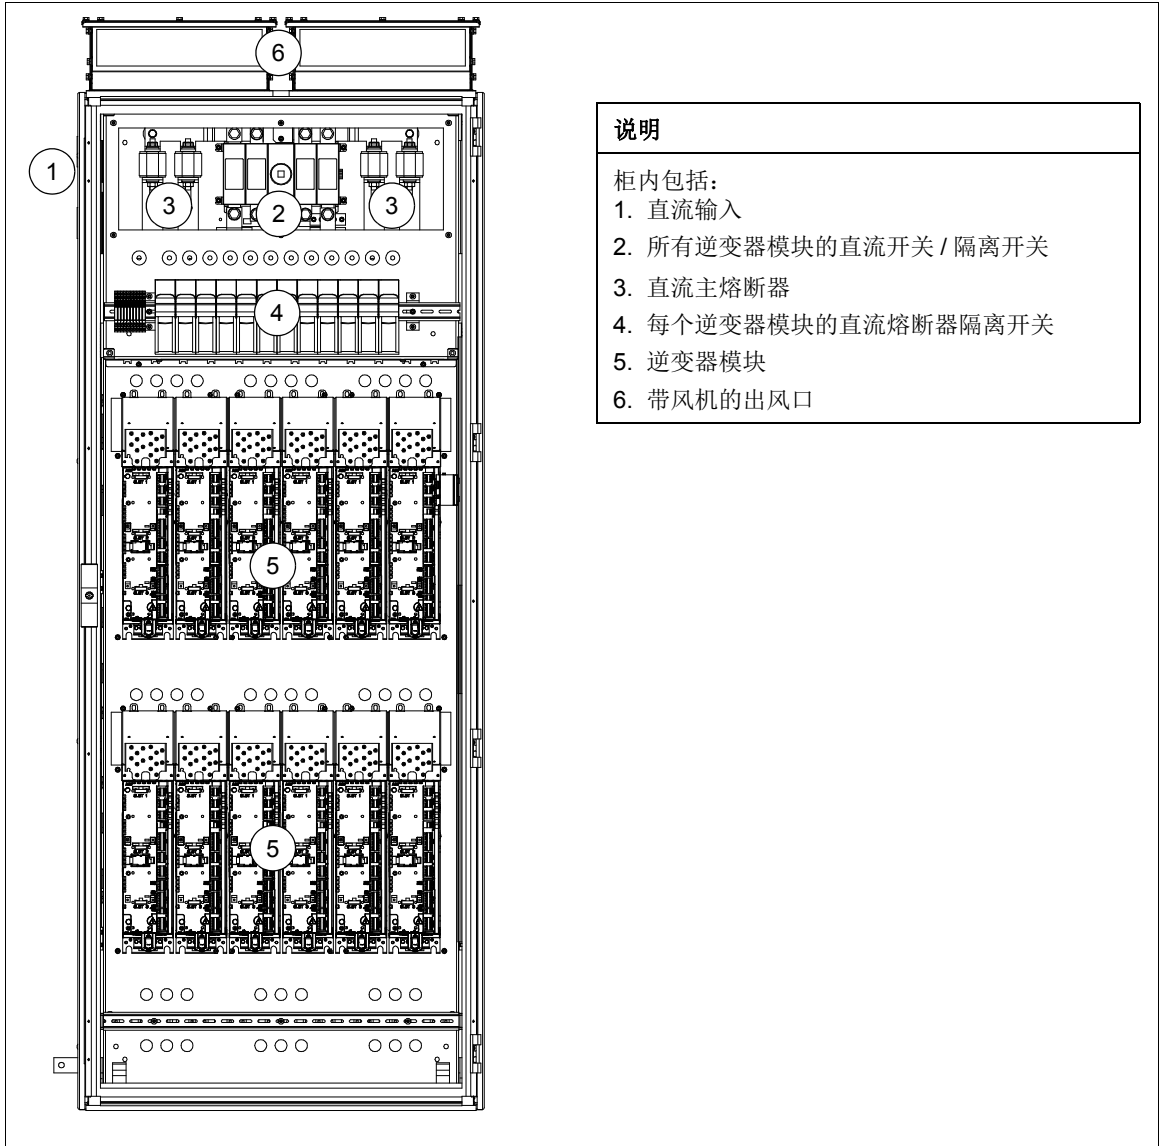 6
1
3
2
3
4
5
5
说明
柜内包括:
1. 直流输入
2. 所有逆变器模块的直流开关 / 隔离开关
3. 直流主熔断器
4. 每个逆变器模块的直流熔断器隔离开关
5. 逆变器模块
6. 带风机的出风口